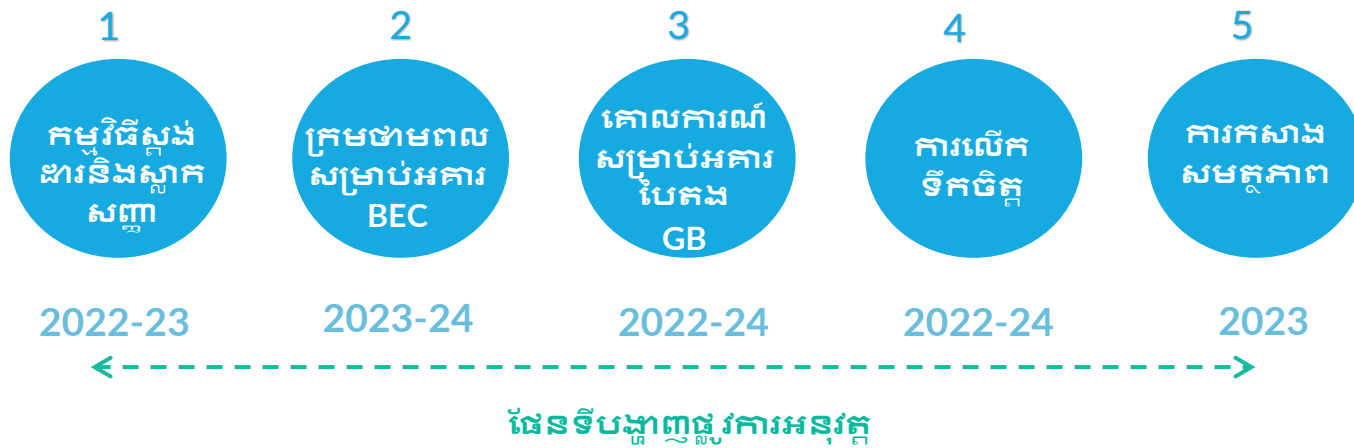 1
2
3
4
5
កម្មវិធីស្តង់
ដារនិងស្លាក
សញ្ញា
ក្រមថាមពល
សម្រាប់អគារ
BEC
គោលការណ៍
សម្រាប់អគារ
បៃតង
GB
ការលើក
ទឹកចិត្ត
ការកសាង
សមត្ថភាព
2022-23
2023-24
2022-24
2022-24
2023
ផែនទីបង្ហាញផ្លូវការអនុវត្ត